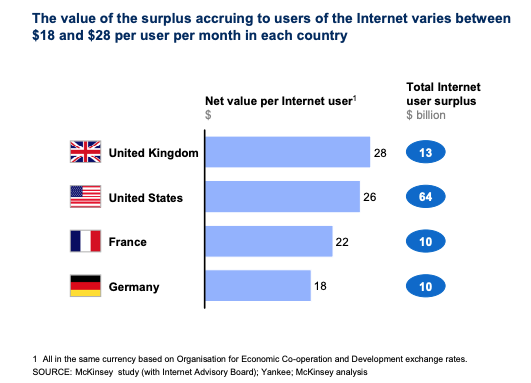 The value of the surplus accruing to users of the Internet varies between
$18 and $28 per user per month in each country
Total Internet
Net value per Internet user1 user surplus
$ $ billion
United Kingdom 28 13
United States 26 64
France 22 10
Germany 18 10
1 All in the same currency based on Organisation for Economic Co-operation and Development exchange rates.
SOURCE: McKinsey study (with Internet Advisory Board); Yankee; McKinsey analysis